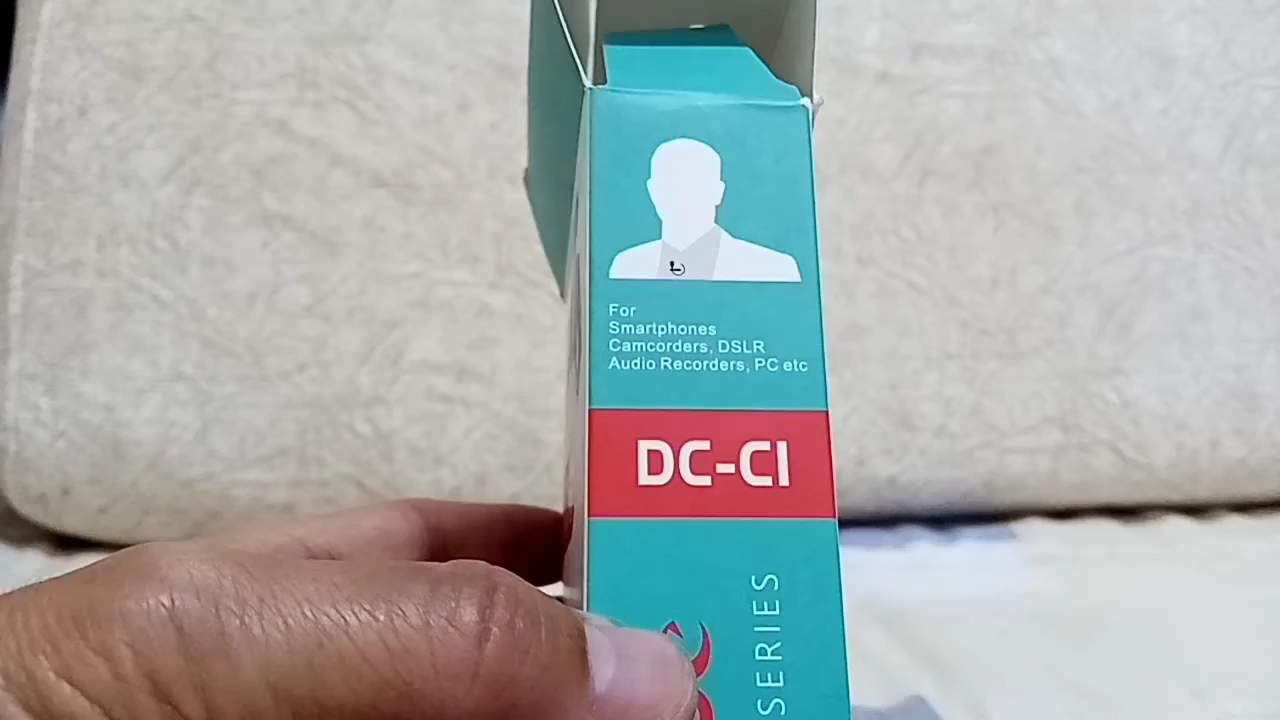 For
Smartphones
Camcorders, DSLR
Audio Recorders, PC etc
DC-CI
SERIES